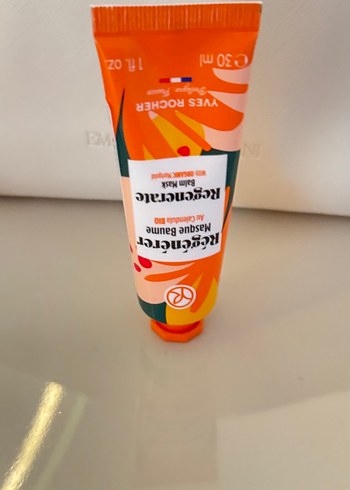 Régénérer
Masque Baume
Au Calendula BIO
Regenerate
Balm Mask
With ORGANIC Marigold
YVES ROCHER
Bretagne, France
℮30 ml 1 fl. oz.